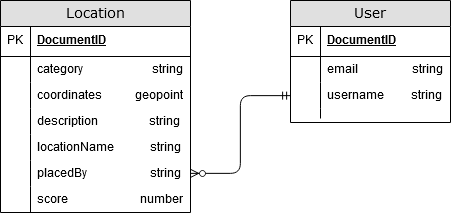 Location
PK DocumentID
category string
coordinates geopoint
description string
locationName string
placedBy string
score number
User
PK DocumentID
email string
username string